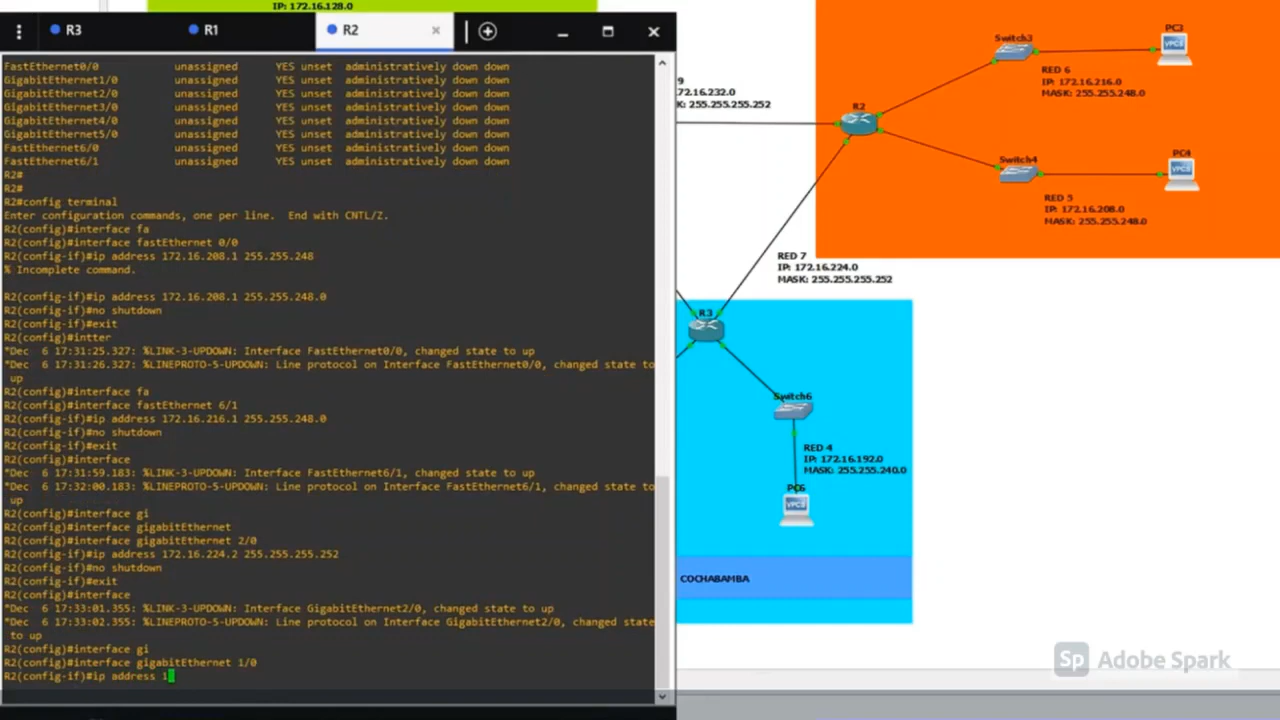 IP: 172.16.128.0
R3
R1
R2
FastEthernet0/0 unassigned YES unset administratively down down
GigabitEthernet1/0 unassigned YES unset administratively down down
GigabitEthernet2/0 unassigned YES unset administratively down down
GigabitEthernet3/0 unassigned YES unset administratively down down
GigabitEthernet4/0 unassigned YES unset administratively down down
GigabitEthernet5/0 unassigned YES unset administratively down down
FastEthernet6/0 unassigned YES unset administratively down down
FastEthernet6/1 unassigned YES unset administratively down down
R2#
R2#
R2#config terminal
Enter configuration commands, one per line. End with CNTL/Z.
R2(config)#interface fa
R2(config)#interface fastEthernet 0/0
R2(config-if)#ip address 172.16.208.1 255.255.248
% Incomplete command.
R2(config-if)#ip address 172.16.208.1 255.255.248.0
R2(config-if)#no shutdown
R2(config-if)#exit
R2(config)#intter
*Dec 6 17:31:25.327: %LINK-3-UPDOWN: Interface FastEthernet0/0, changed state to up
*Dec 6 17:31:26.327: %LINEPROTO-5-UPDOWN: Line protocol on Interface FastEthernet0/0, changed state to
up
R2(config)#interface fa
R2(config)#interface fastEthernet 6/1
R2(config-if)#ip address 172.16.216.1 255.255.248.0
R2(config-if)#no shutdown
R2(config-if)#exit
R2(config)#interface
*Dec 6 17:31:59.183: %LINK-3-UPDOWN: Interface FastEthernet6/1, changed state to up
*Dec 6 17:32:00.183: %LINEPROTO-5-UPDOWN: Line protocol on Interface FastEthernet6/1, changed state to
up
R2(config)#interface gi
R2(config)#interface gigabitEthernet
R2(config)#interface gigabitEthernet 2/0
R2(config-if)#ip address 172.16.224.2 255.255.255.252
R2(config-if)#no shutdown
R2(config-if)#exit
R2(config)#interface
*Dec 6 17:33:01.355: %LINK-3-UPDOWN: Interface GigabitEthernet2/0, changed state to up
*Dec 6 17:33:02.355: %LINEPROTO-5-UPDOWN: Line protocol on Interface GigabitEthernet2/0, changed state
to up
R2(config)#interface gi
R2(config)#interface gigabitEthernet 1/0
R2(config-if)#ip address 1
9
72.16.232.0
K: 255.255.255.252
R2
Switch3
PC3
RED 6
IP: 172.16.216.0
MASK: 255.255.248.0
Switch4
PC4
RED 5
IP: 172.16.208.0
MASK: 255.255.248.0
RED 7
IP: 172.16.224.0
MASK: 255.255.255.252
R3
Switch6
RED 4
IP: 172.16.192.0
MASK: 255.255.240.0
PC6
COCHABAMBA
Sp Adobe Spark